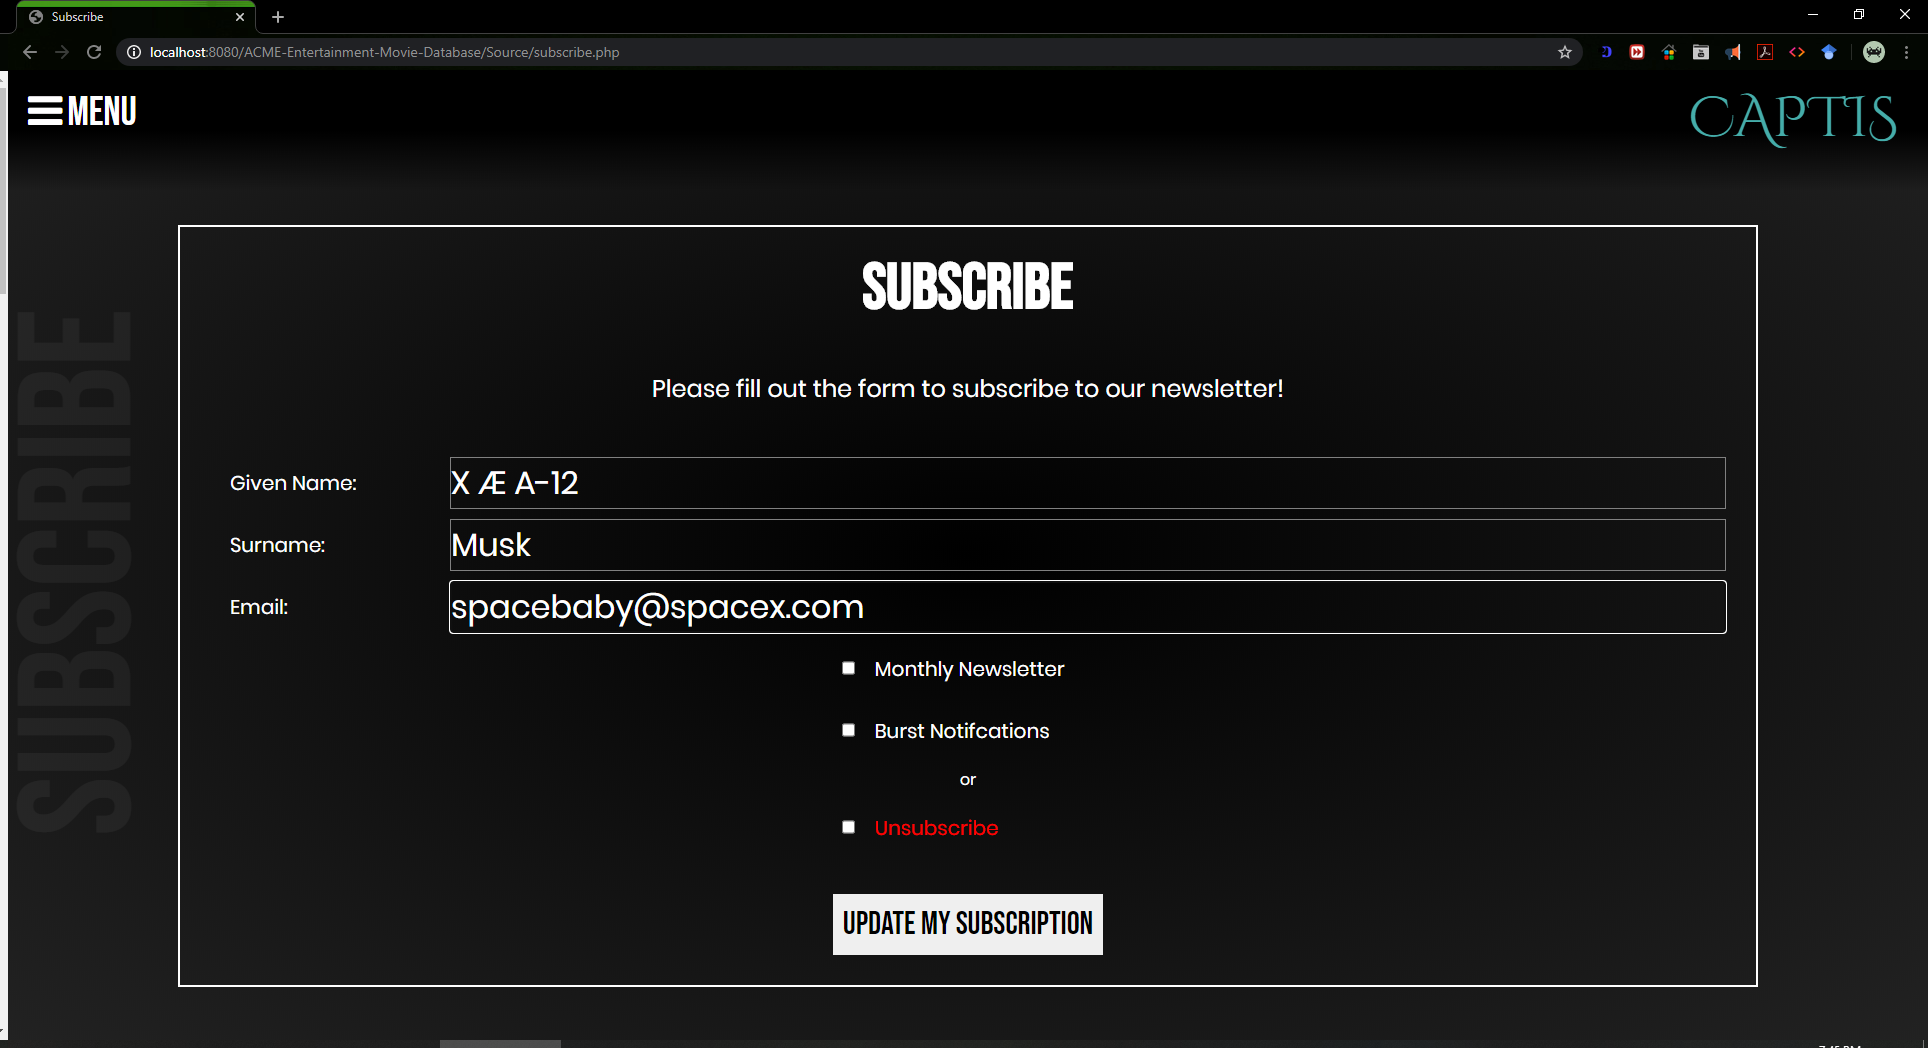 Subscribe
localhost:8080/ACME-Entertainment-Movie-Database/Source/subscribe.php
MENU
CAPTIS
SUBSCRIBE
SUBSCRIBE
Please fill out the form to subscribe to our newsletter!
Given Name: X Æ A-12
Surname: Musk
Email: spacebaby@spacex.com
Monthly Newsletter
Burst Notifcations
or
Unsubscribe
UPDATE MY SUBSCRIPTION